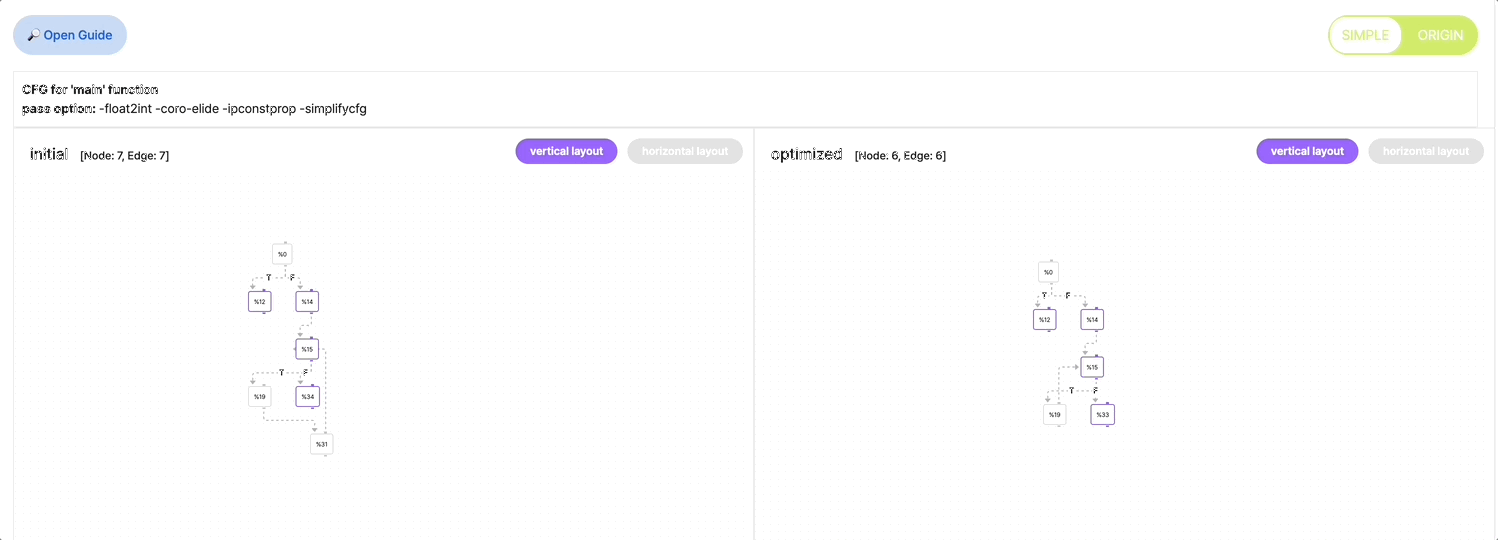 🔎 Open Guide
SIMPLE ORIGIN
CFG for 'main' function
pass option: -float2int -coro-elide -ipconstprop -simplifycfg
initial [Node: 7, Edge: 7] vertical layout horizontal layout
%0
T F
%12 %14
%15
T F
%19 %34
%31
optimized [Node: 6, Edge: 6] vertical layout horizontal layout
%0
T F
%12 %14
%15
T F
%19 %33